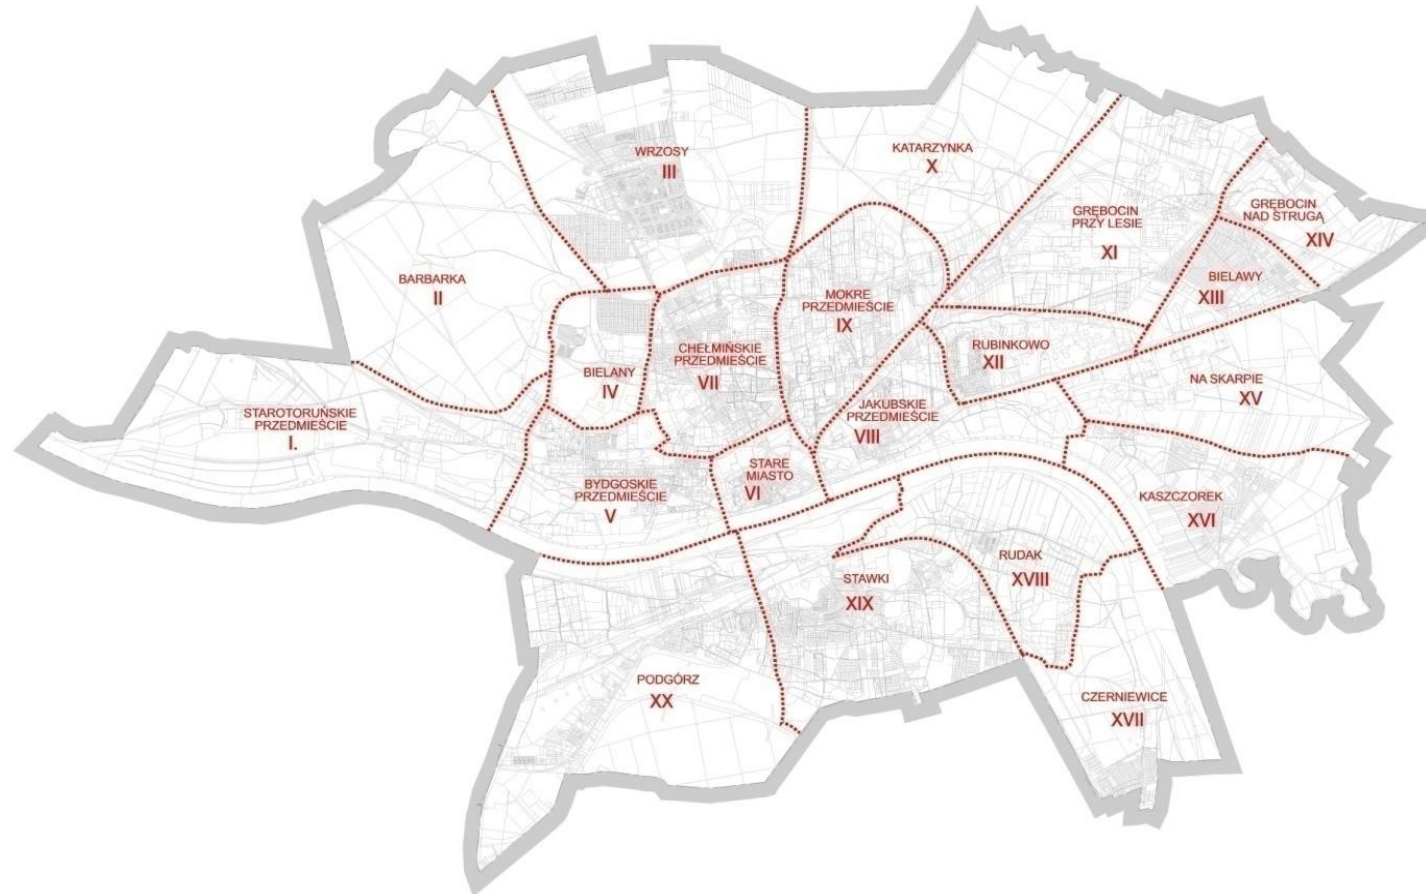 WRZOSY
III
KATARZYNKA
X
GRĘBOCIN
PRZY LESIE
XI
GRĘBOCIN
NAD STRUGĄ
XIV
BARBARKA
II
MOKRE
PRZEDMIEŚCIE
IX
BIELAWY
XIII
CHEŁMIŃSKIE
PRZEDMIEŚCIE
VII
RUBINKOWO
XII
BIELANY
IV
NA SKARPIE
XV
STAROTORUŃSKIE
PRZEDMIEŚCIE
I.
JAKUBSKIE
PRZEDMIEŚCIE
VIII
STARE
MIASTO
VI
BYDGOSKIE
PRZEDMIEŚCIE
V
KASZCZOREK
XVI
RUDAK
XVIII
STAWKI
XIX
PODGÓRZ
XX
CZERNIEWICE
XVII